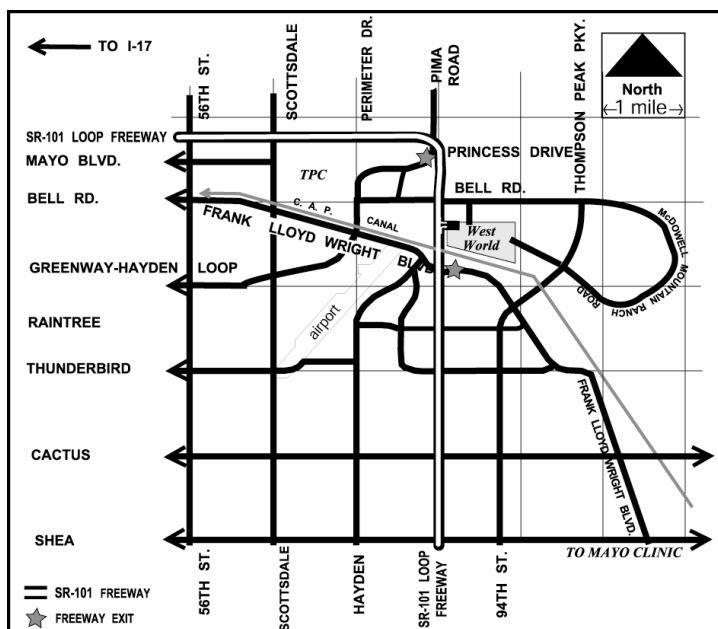 TO I-17
56TH ST.
SCOTTSDALE
PERIMETER DR.
PIMA
ROAD
THOMPSON PEAK PKY.
North
1 mile
SR-101 LOOP FREEWAY
MAYO BLVD.
TPC
PRINCESS DRIVE
BELL RD.
BELL RD.
C. A. P. CANAL
FRANK LLOYD WRIGHT BLVD.
West
World
McDOWELL MOUNTAIN RANCH ROAD
GREENWAY-HAYDEN LOOP
airport
RAINTREE
THUNDERBIRD
FRANK LLOYD WRIGHT BLVD.
CACTUS
SHEA
TO MAYO CLINIC
56TH ST.
SCOTTSDALE
HAYDEN
SR-101 LOOP
FREEWAY
94TH ST.
SR-101 FREEWAY
FREEWAY EXIT